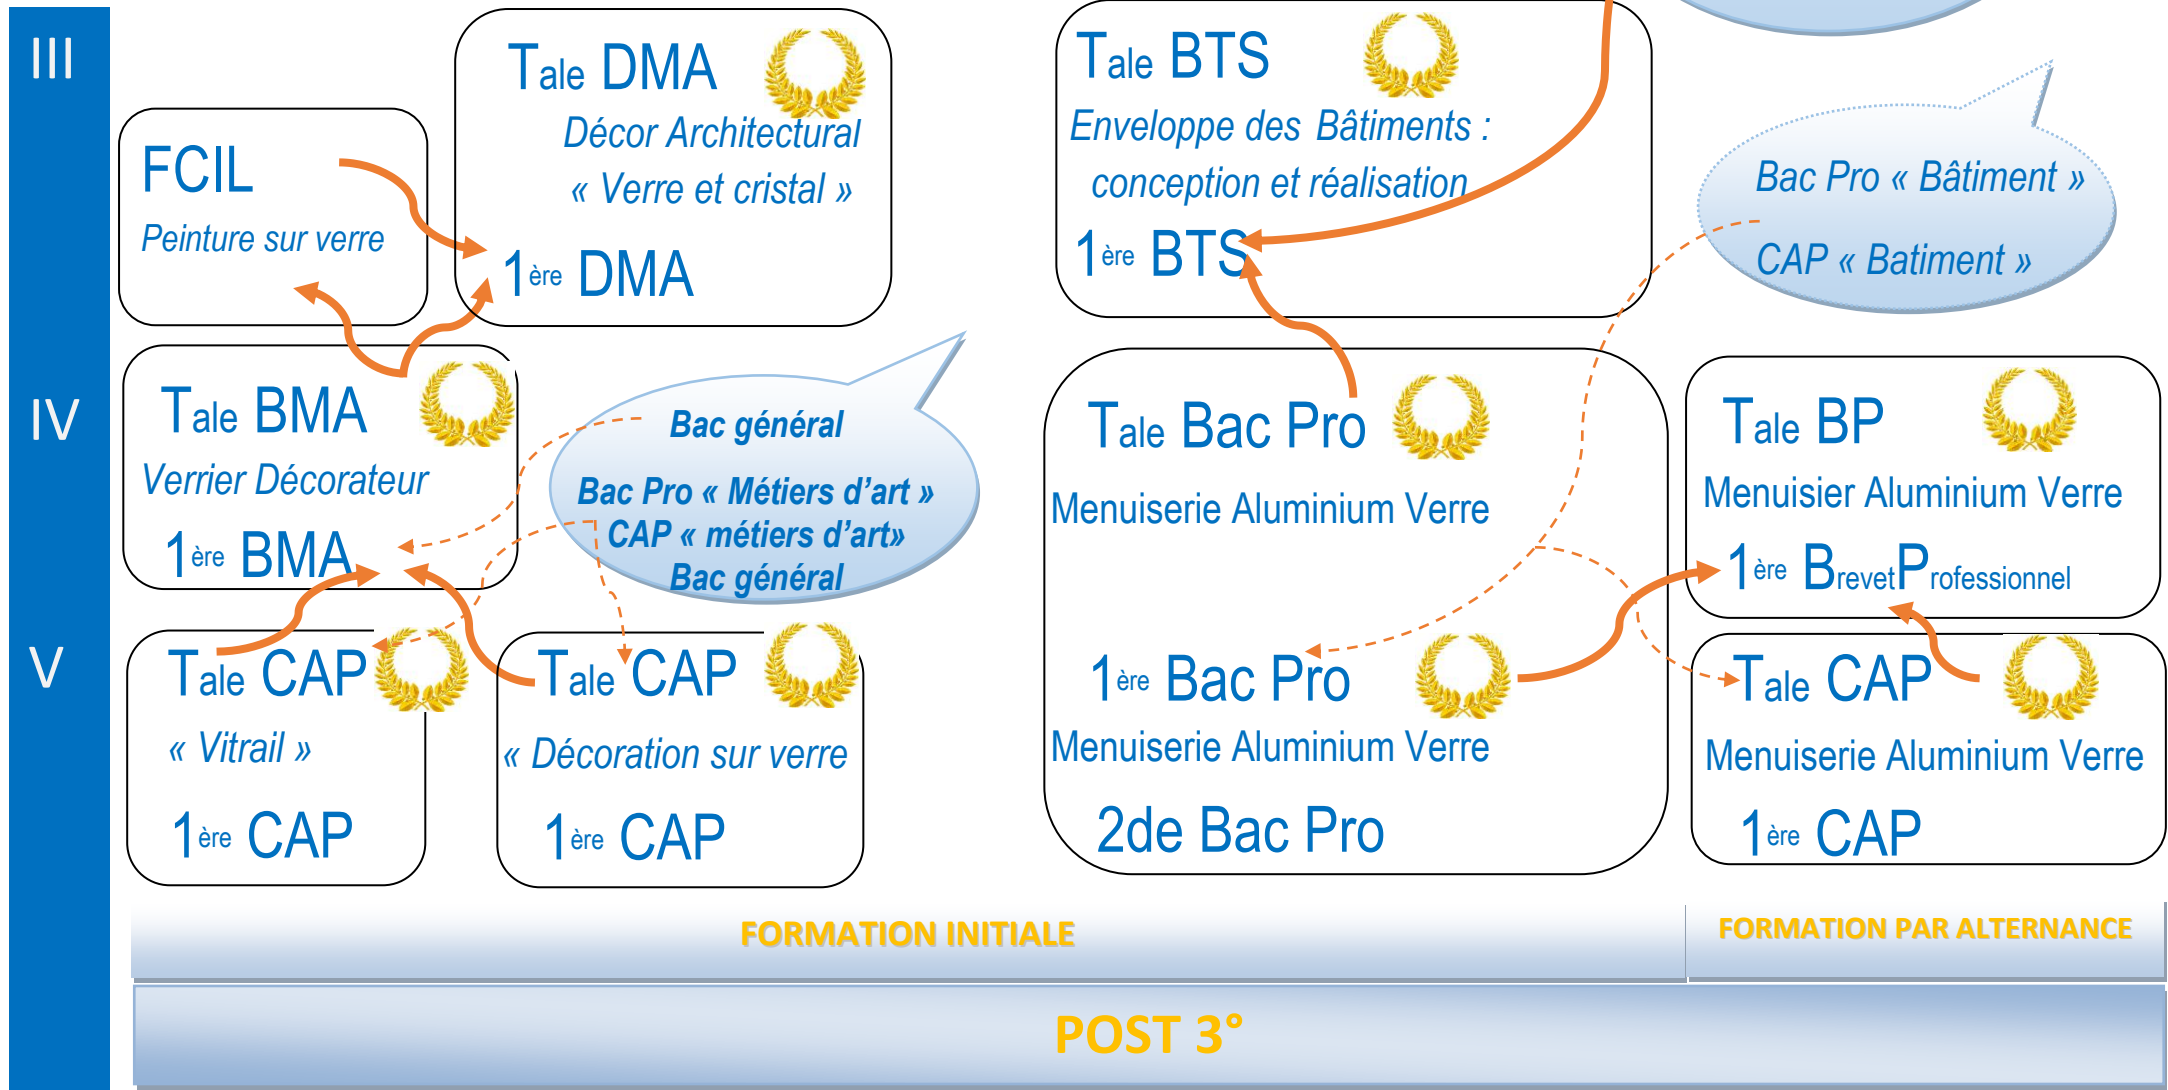 III
Tale DMA
Décor Architectural
« Verre et cristal »
1ère DMA
FCIL
Peinture sur verre
Tale BTS
Enveloppe des Bâtiments :
conception et réalisation
1ère BTS
Bac Pro « Bâtiment »
CAP « Batiment »
IV
Tale BMA
Verrier Décorateur
1ère BMA
Bac général
Bac Pro « Métiers d’art »
CAP « métiers d’art»
Bac général
Tale Bac Pro
Menuiserie Aluminium Verre
1ère Bac Pro
Menuiserie Aluminium Verre
2de Bac Pro
Tale BP
Menuisier Aluminium Verre
1ère BrevetProfessionnel
V
Tale CAP
« Vitrail »
1ère CAP
Tale CAP
« Décoration sur verre
1ère CAP
Tale CAP
Menuiserie Aluminium Verre
1ère CAP
FORMATION INITIALE
FORMATION PAR ALTERNANCE
POST 3°